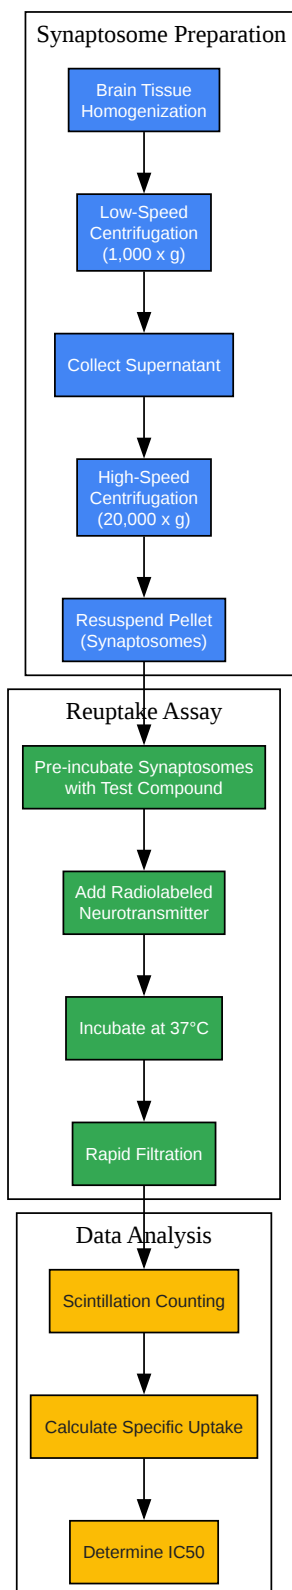 Synaptosome Preparation
Brain Tissue
Homogenization
Low-Speed
Centrifugation
(1,000 x g)
Collect Supernatant
High-Speed
Centrifugation
(20,000 x g)
Resuspend Pellet
(Synaptosomes)
Reuptake Assay
Pre-incubate Synaptosomes
with Test Compound
Add Radiolabeled
Neurotransmitter
Incubate at 37°C
Rapid Filtration
Data Analysis
Scintillation Counting
Calculate Specific Uptake
Determine IC50